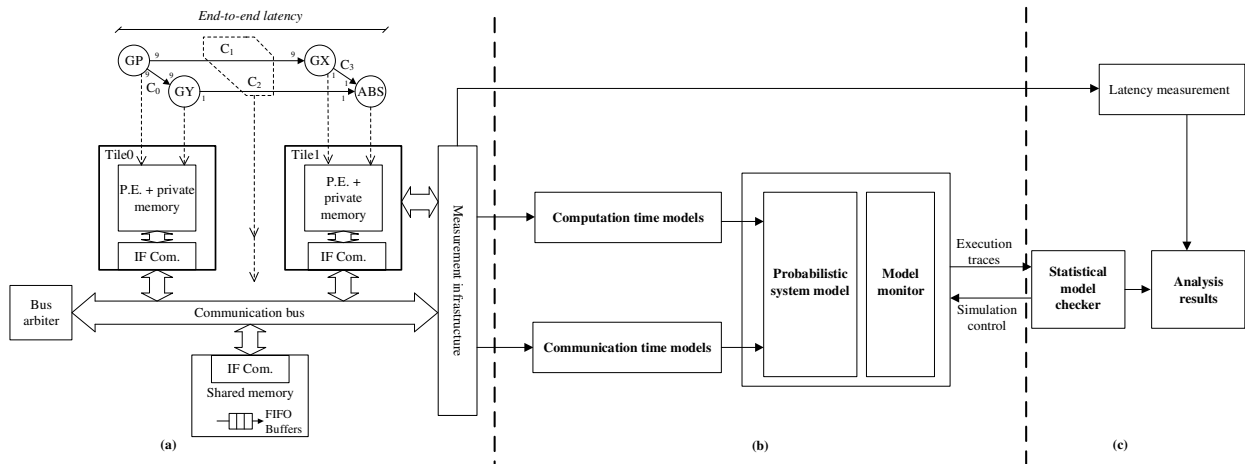 End-to-end latency
GP
9
9
C1
9
GX
C3
9
C0
GY
1
C2
1
1
1
ABS
Tile0
P.E. + private
memory
IF Com.
Tile1
P.E. +
private
memory
IF Com.
Bus
arbiter
Communication bus
IF Com.
Shared memory
FIFO
Buffers
(a)
Measurement infrastructure
Computation time models
Communication time models
Probabilistic
system model
Model
monitor
(b)
Execution
traces
Simulation
control
Latency measurement
Statistical
model
checker
Analysis
results
(c)